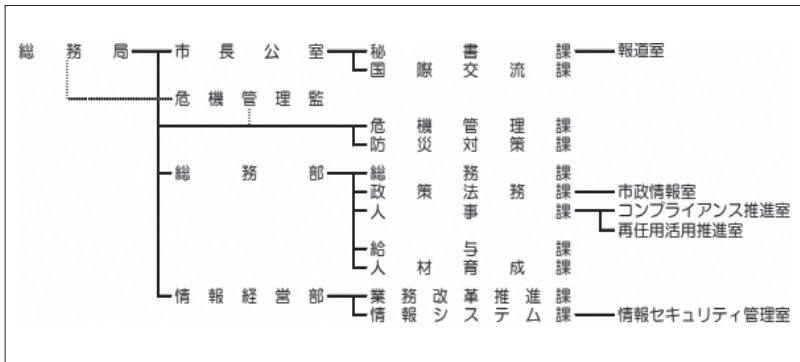 総務局 市長公室 秘書課 報道室
国際交流課
危機管理監
危機管理課
防災対策課
総務部 総務課
政策法務課 市政情報室
人事課 コンプライアンス推進室
再任用活用推進室
給与課
人材育成課
情報経営部 業務改革推進課
情報システム課 情報セキュリティ管理室